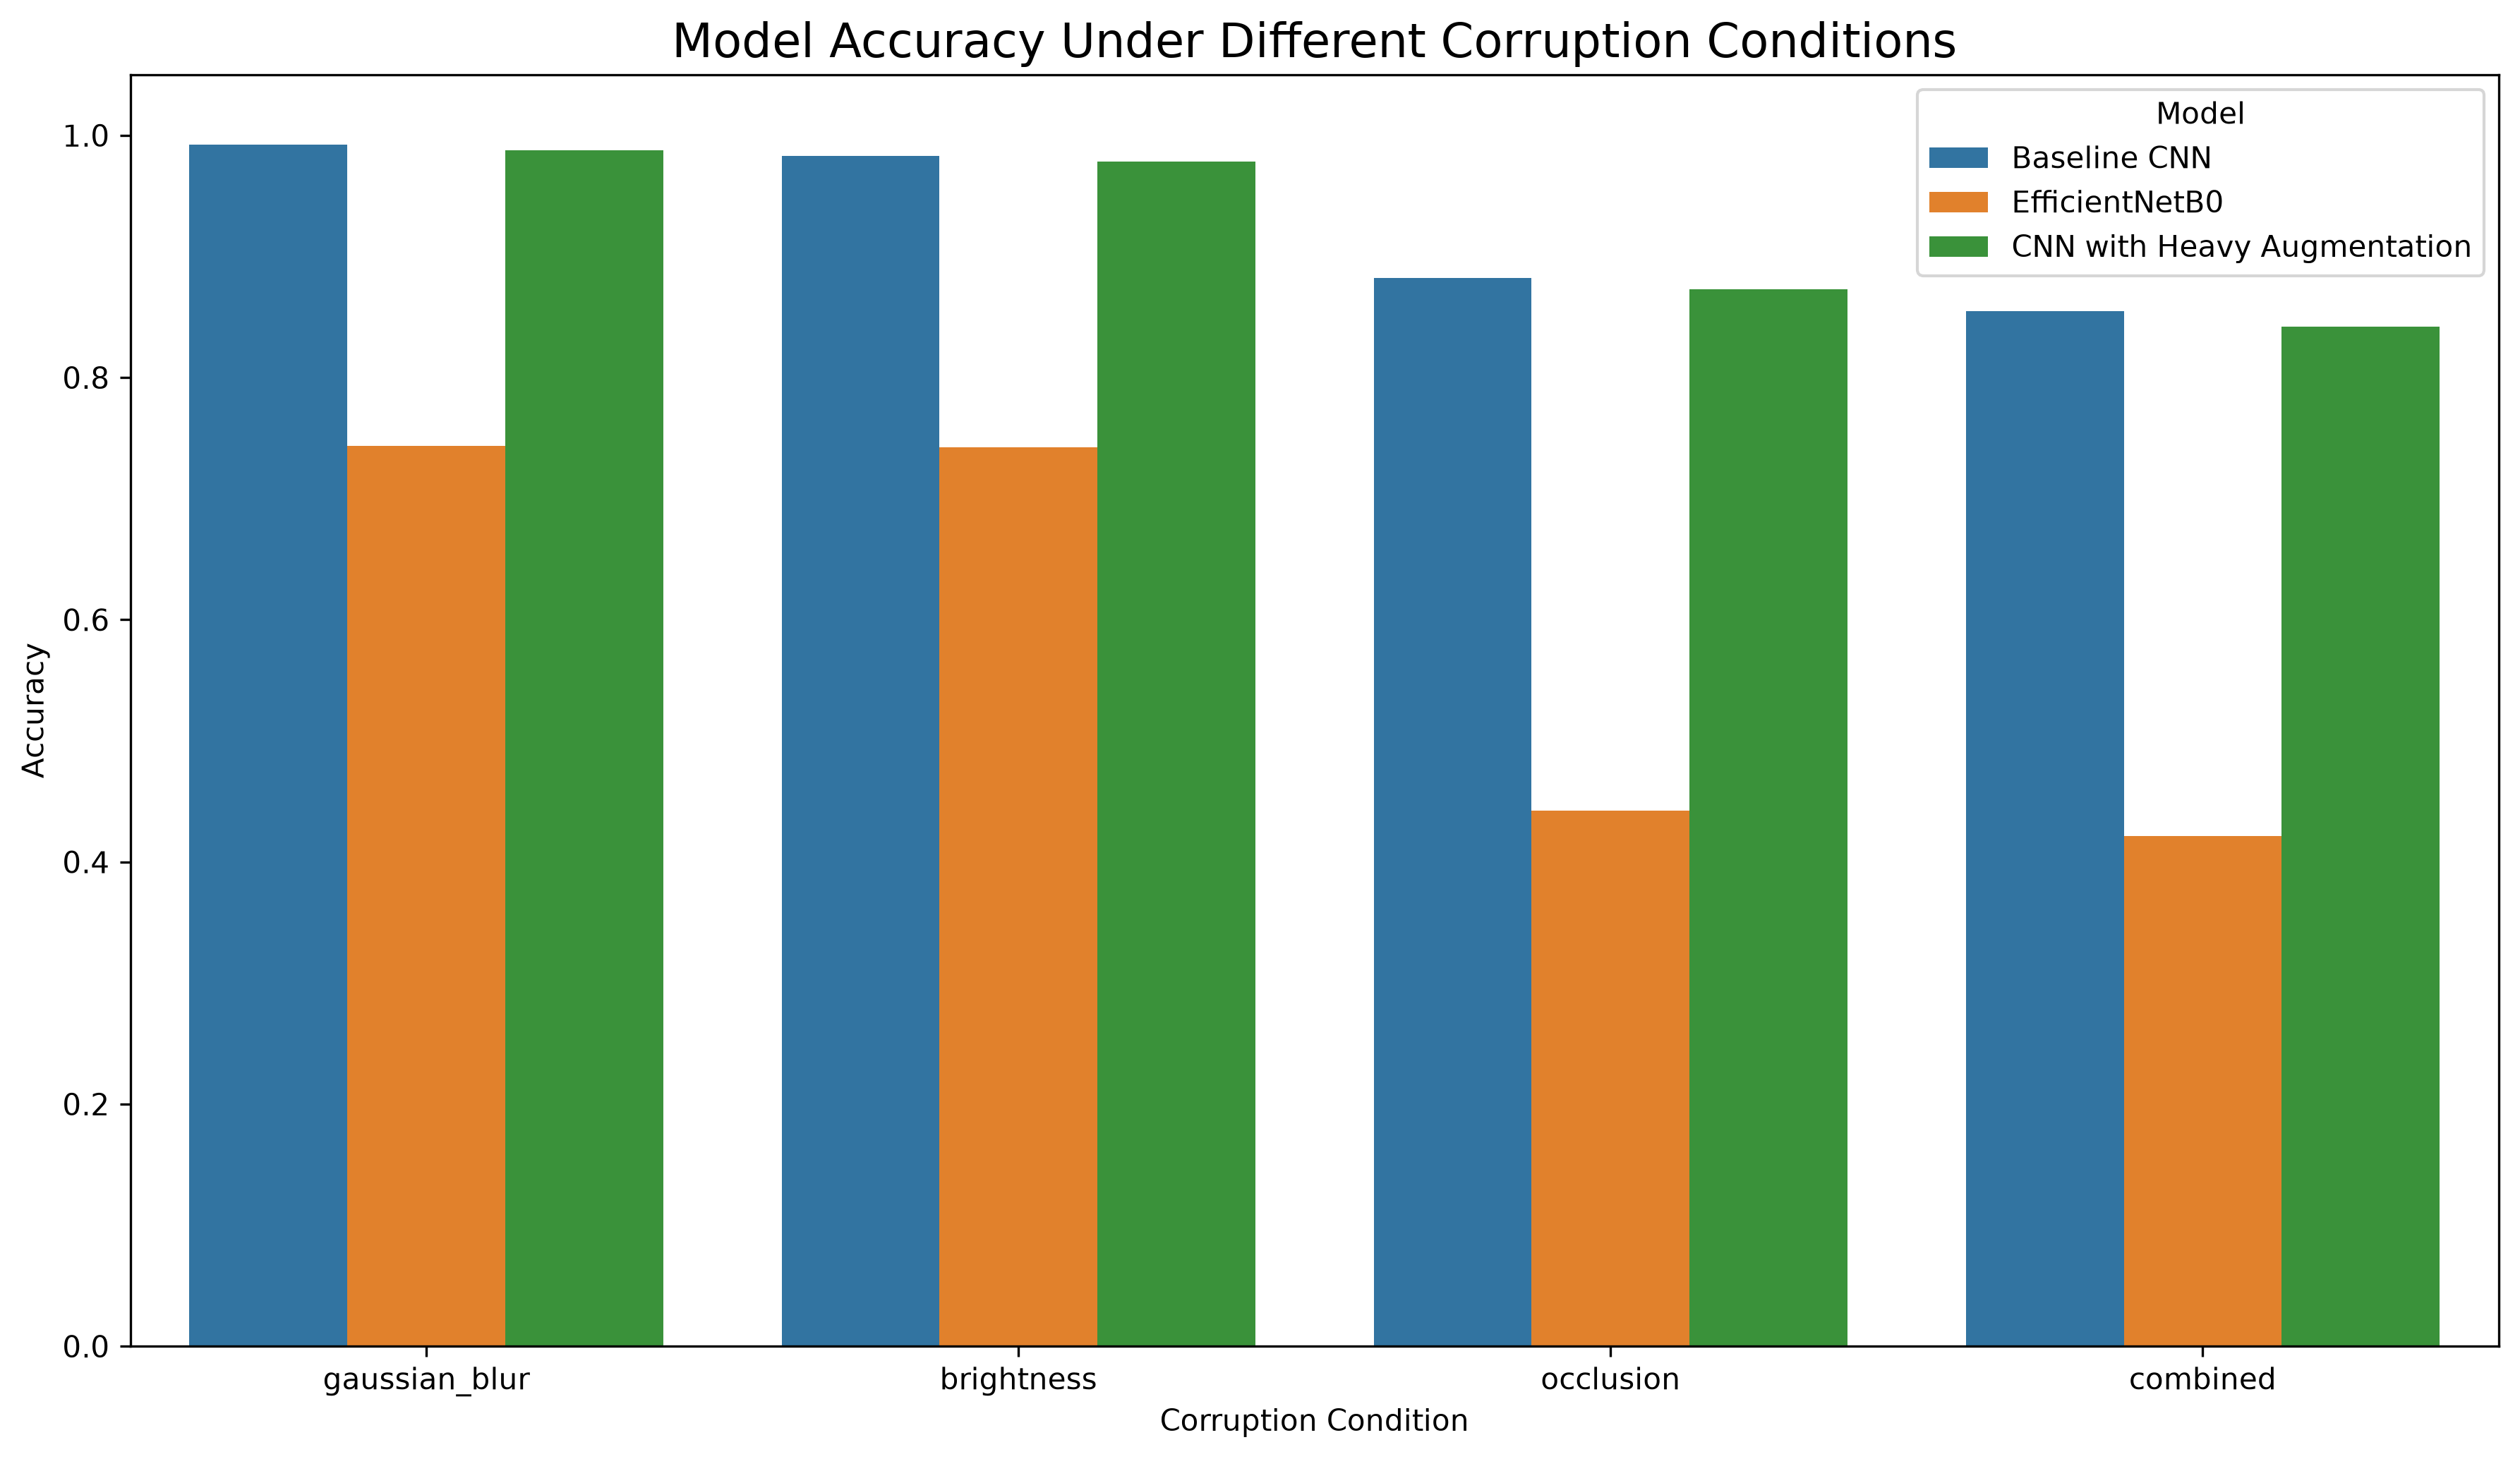 Model Accuracy Under Different Corruption Conditions
Model
Baseline CNN
EfficientNetB0
CNN with Heavy Augmentation
1.0
0.8
0.6
0.4
0.2
0.0
Accuracy
gaussian_blur
brightness
occlusion
combined
Corruption Condition